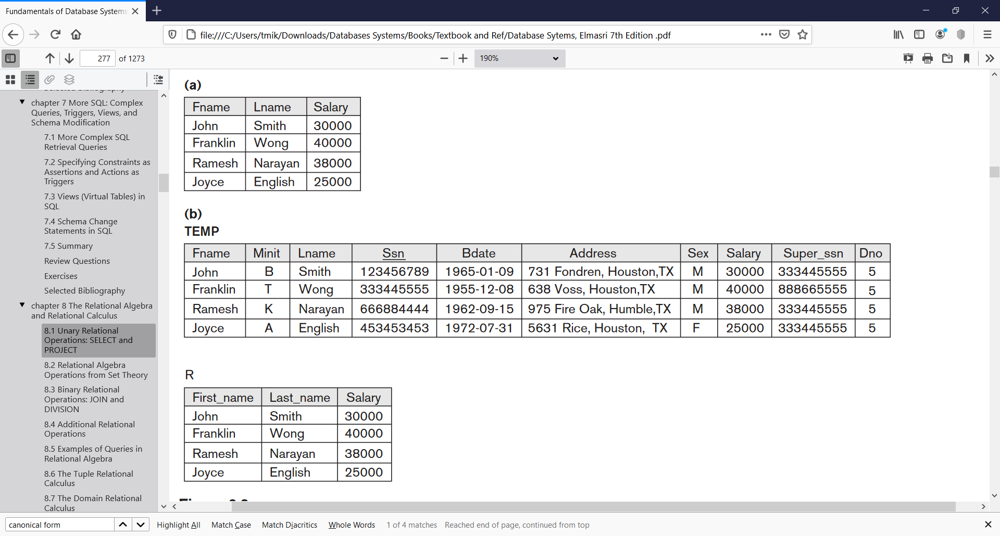 Fundamentals of Database Systems
file:///C:/Users/tmik/Downloads/Databases Systems/Books/Textbook and Ref/Database Sytems, Elmasri 7th Edition .pdf
277 of 1273
190%
chapter 7 More SQL: Complex
Queries, Triggers, Views, and
Schema Modification
7.1 More Complex SQL
Retrieval Queries
7.2 Specifying Constraints as
Assertions and Actions as
Triggers
7.3 Views (Virtual Tables) in
SQL
7.4 Schema Change
Statements in SQL
7.5 Summary
Review Questions
Exercises
Selected Bibliography
chapter 8 The Relational Algebra
and Relational Calculus
8.1 Unary Relational
Operations: SELECT and
PROJECT
8.2 Relational Algebra
Operations from Set Theory
8.3 Binary Relational
Operations: JOIN and
DIVISION
8.4 Additional Relational
Operations
8.5 Examples of Queries in
Relational Algebra
8.6 The Tuple Relational
Calculus
8.7 The Domain Relational
Calculus
(a)
Fname Lname Salary
John Smith 30000
Franklin Wong 40000
Ramesh Narayan 38000
Joyce English 25000
(b)
TEMP
Fname Minit Lname Ssn Bdate Address Sex Salary Super_ssn Dno
John B Smith 123456789 1965-01-09 731 Fondren, Houston,TX M 30000 333445555 5
Franklin T Wong 333445555 1955-12-08 638 Voss, Houston,TX M 40000 888665555 5
Ramesh K Narayan 666884444 1962-09-15 975 Fire Oak, Humble,TX M 38000 333445555 5
Joyce A English 453453453 1972-07-31 5631 Rice, Houston, TX F 25000 333445555 5
R
First_name Last_name Salary
John Smith 30000
Franklin Wong 40000
Ramesh Narayan 38000
Joyce English 25000
canonical form Highlight All Match Case Match Diacritics Whole Words 1 of 4 matches Reached end of page, continued from top